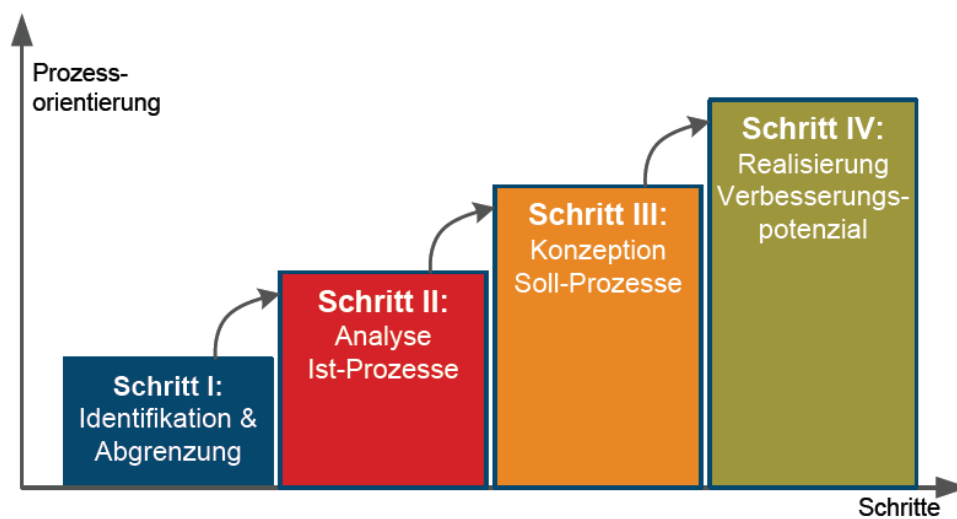 Prozess-
orientierung
Schritt I:
Identifikation &
Abgrenzung
Schritt II:
Analyse
Ist-Prozesse
Schritt III:
Konzeption
Soll-Prozesse
Schritt IV:
Realisierung
Verbesserungs-
potenzial
Schritte